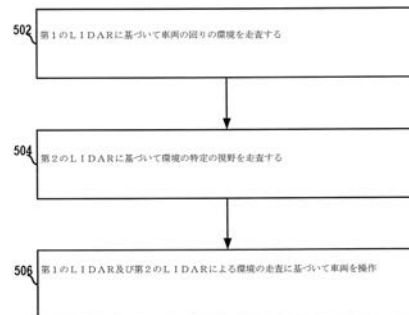 502
第1のLIDARに基づいて車両の回りの環境を走査する
504
第2のLIDARに基づいて環境の特定の視野を走査する
506
第1のLIDAR及び第2のLIDARによる環境の走査に基づいて車両を操作